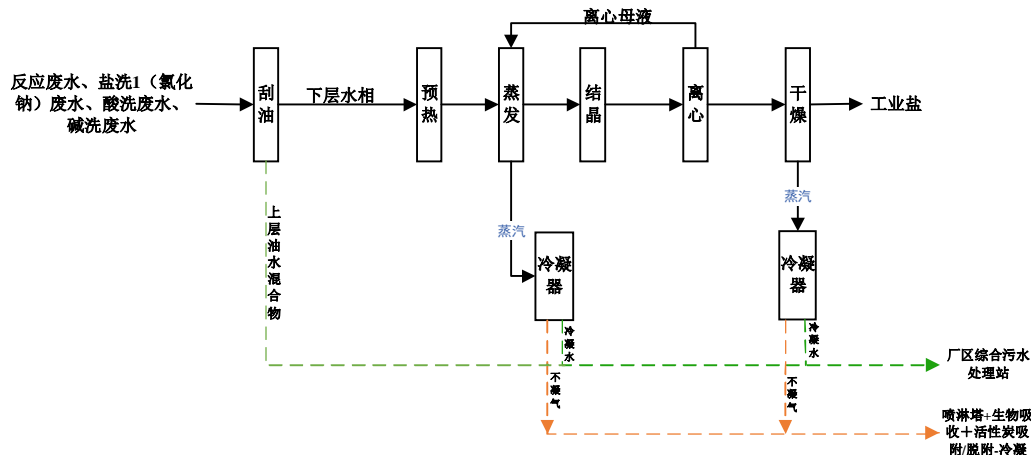 离心母液
反应废水、盐洗1（氯化
钠）废水、酸洗废水、
碱洗废水
刮油
下层水相
预热
蒸发
结晶
离心
干燥
工业盐
上层油水混合物
蒸汽
蒸汽
冷凝
器
冷凝
器
冷凝水
冷凝水
不凝气
不凝气
厂区综合污水
处理站
喷淋塔+生物吸
收＋活性炭吸
附/脱附-冷凝